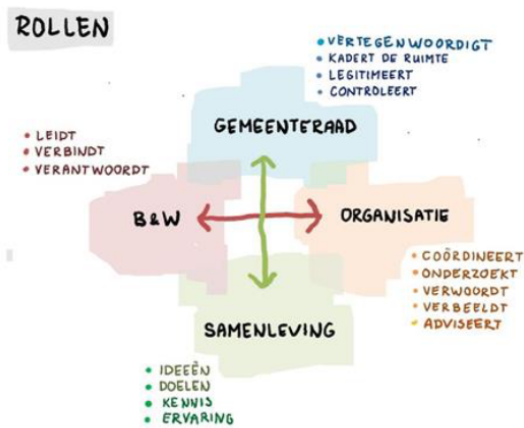 ROLLEN
• VERTEGENWOORDIGT
• KADERT DE RUIMTE
• LEGITIMEERT
• CONTROLEERT
GEMEENTERAAD
• LEIDT
• VERBINDT
• VERANTWOORDT
B&W
ORGANISATIE
• COÖRDINEERT
• ONDERZOEKT
• VERWOORDT
• VERBEELDT
• ADVISEERT
SAMENLEVING
• IDEEËN
• DOELEN
• KENNIS
• ERVARING